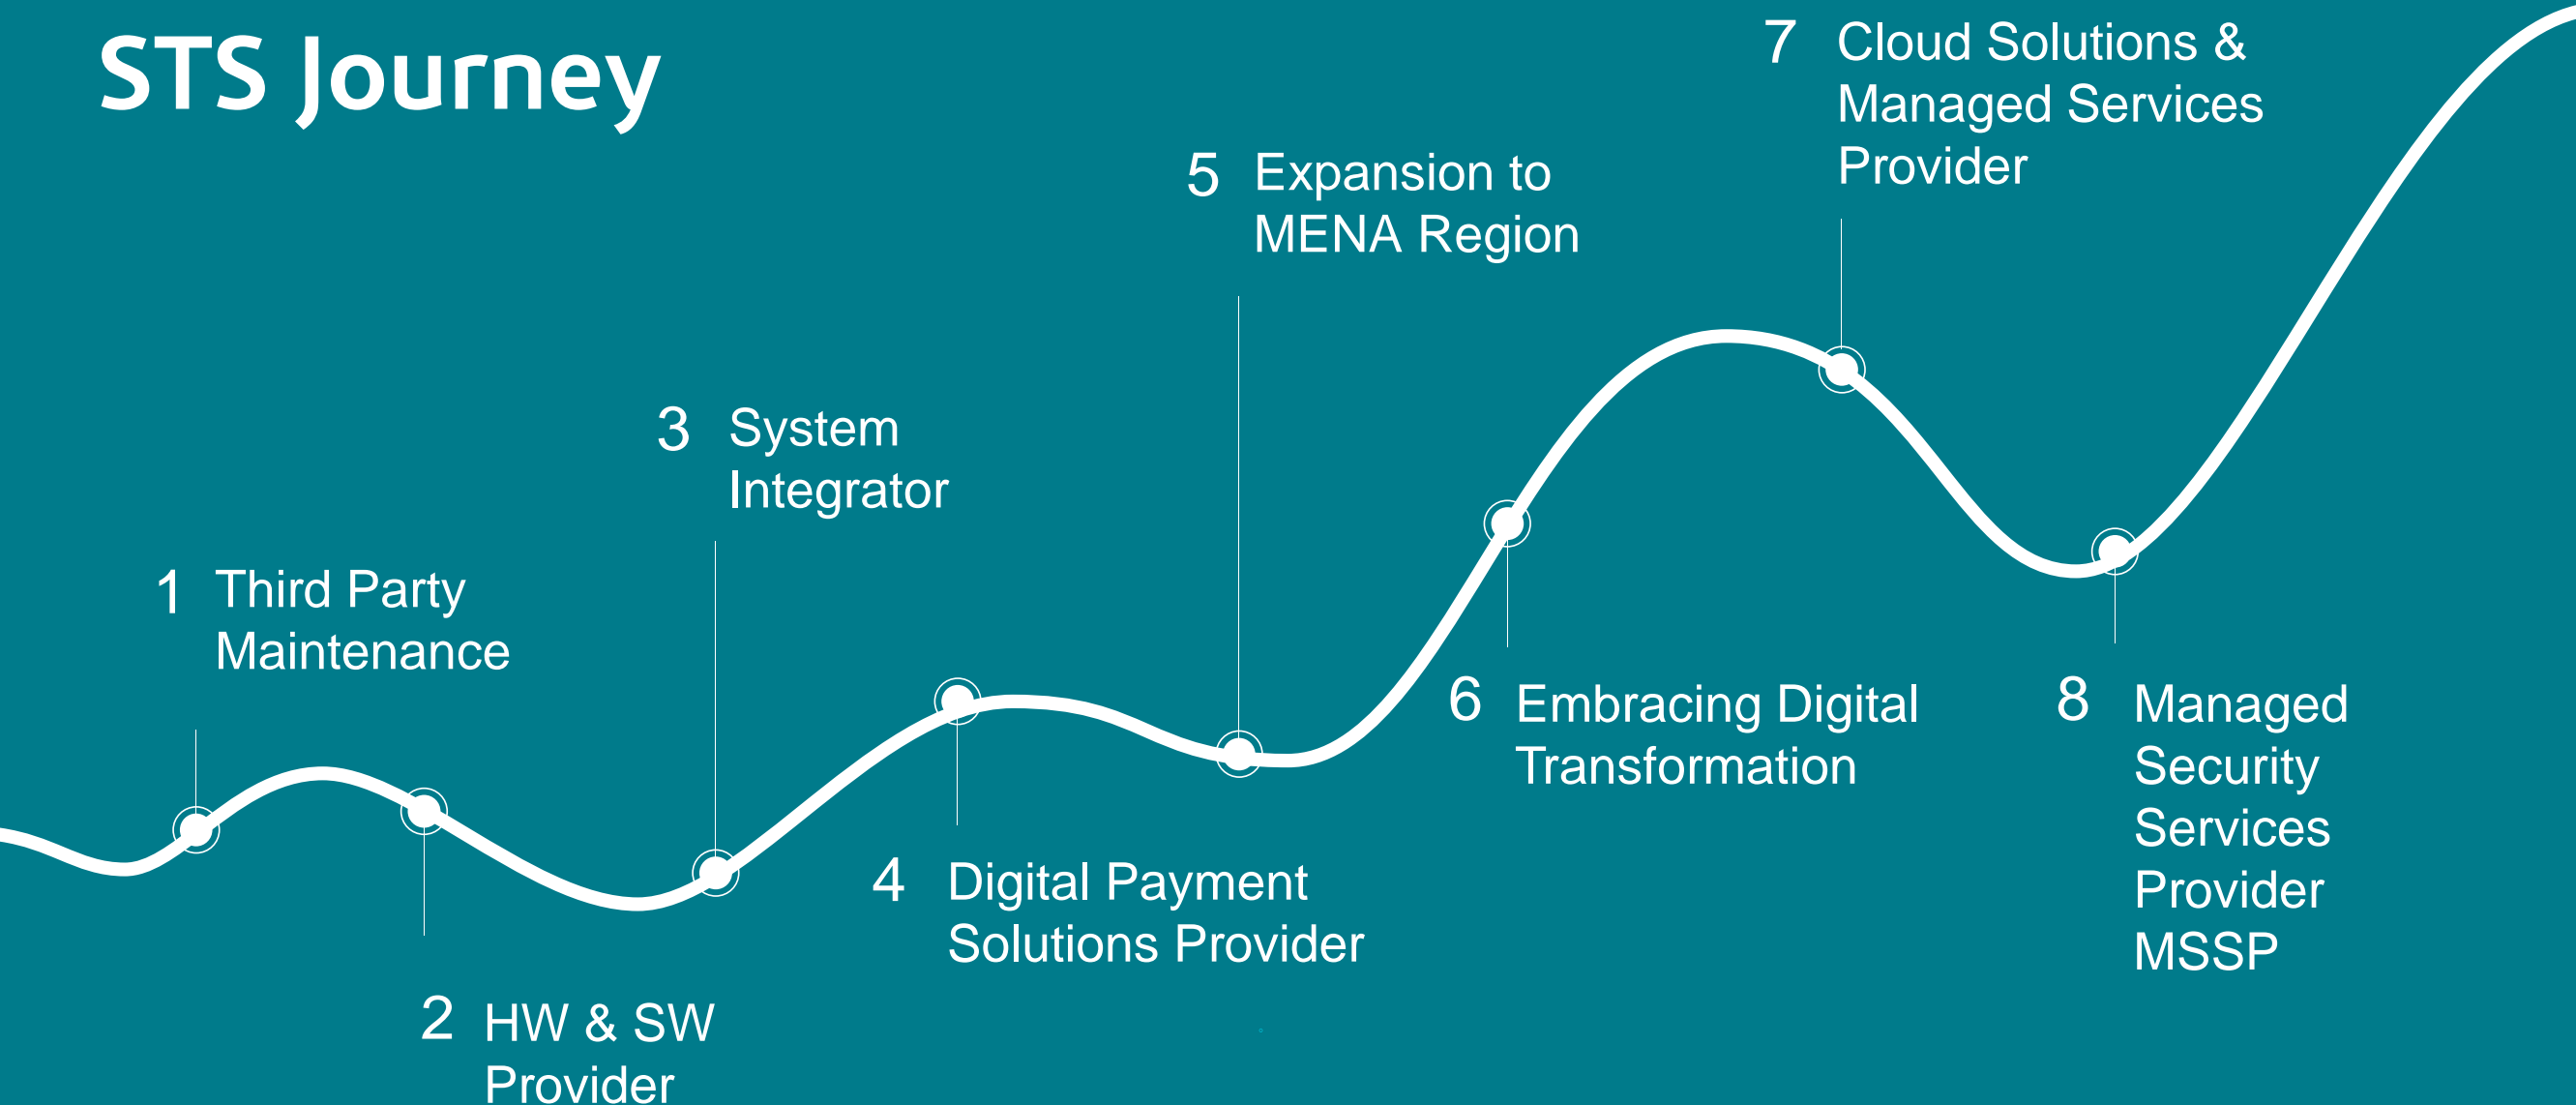 STS Journey
1 Third Party
Maintenance
2 HW & SW
Provider
3 System
Integrator
4 Digital Payment
Solutions Provider
5 Expansion to
MENA Region
6 Embracing Digital
Transformation
7 Cloud Solutions &
Managed Services
Provider
8 Managed
Security
Services
Provider
MSSP